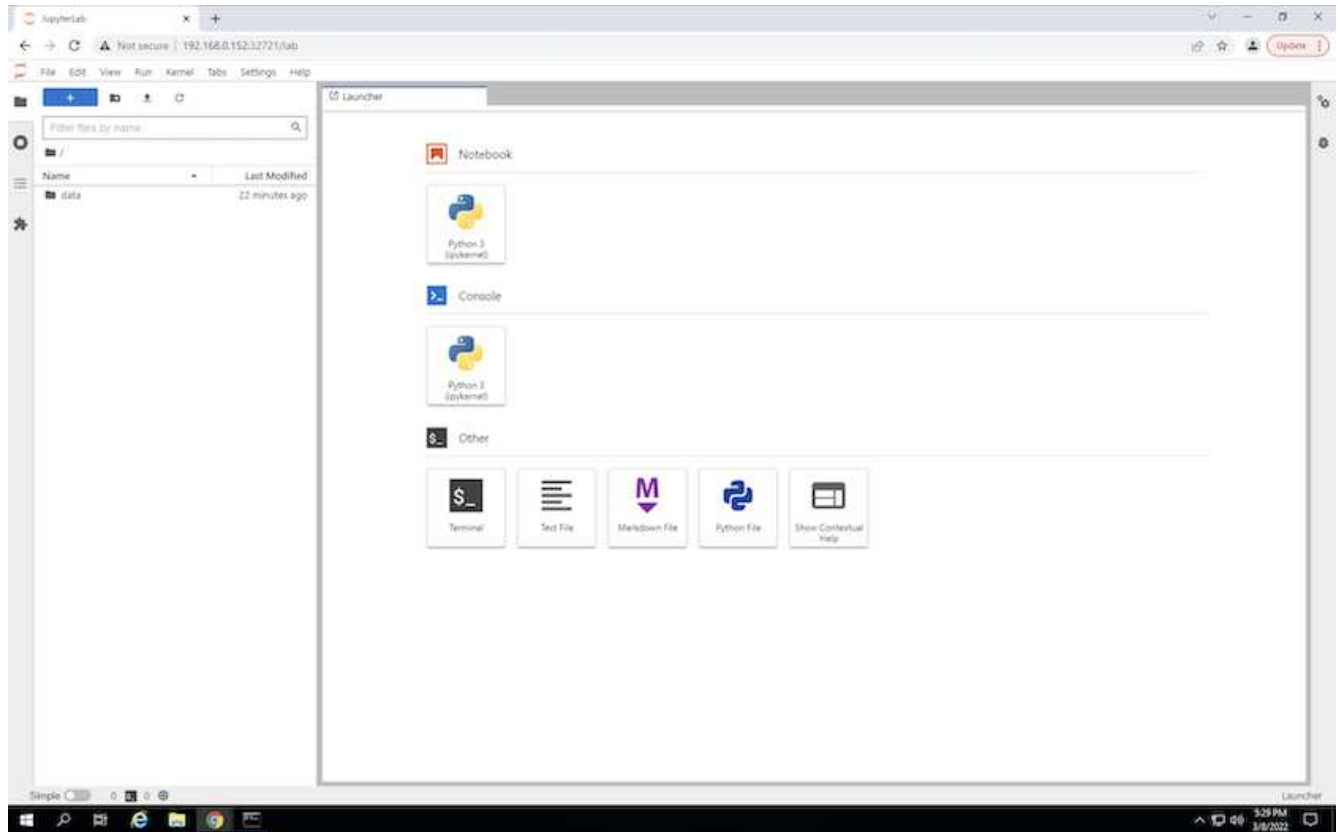 JupyterLab
Not secure | 192.168.0.152:32721/lab
Update
File Edit View Run Kernel Tabs Settings Help
+
Launcher
Filter files by name
/
Name Last Modified
data 22 minutes ago
Notebook
Python 3
(ipykernel)
Console
Python 3
(ipykernel)
$_ Other
$_
M
Terminal
Text File
Markdown File
Python File
Show Contextual
Help
Simple 0 0
Launcher
5:29 PM
3/8/2022